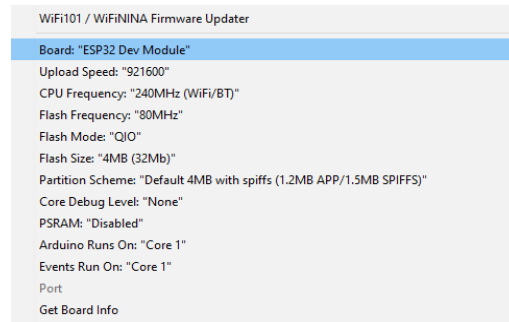 WiFi101 / WiFiNINA Firmware Updater
Board: "ESP32 Dev Module"
Upload Speed: "921600"
CPU Frequency: "240MHz (WiFi/BT)"
Flash Frequency: "80MHz"
Flash Mode: "QIO"
Flash Size: "4MB (32Mb)"
Partition Scheme: "Default 4MB with spiffs (1.2MB APP/1.5MB SPIFFS)"
Core Debug Level: "None"
PSRAM: "Disabled"
Arduino Runs On: "Core 1"
Events Run On: "Core 1"
Port
Get Board Info